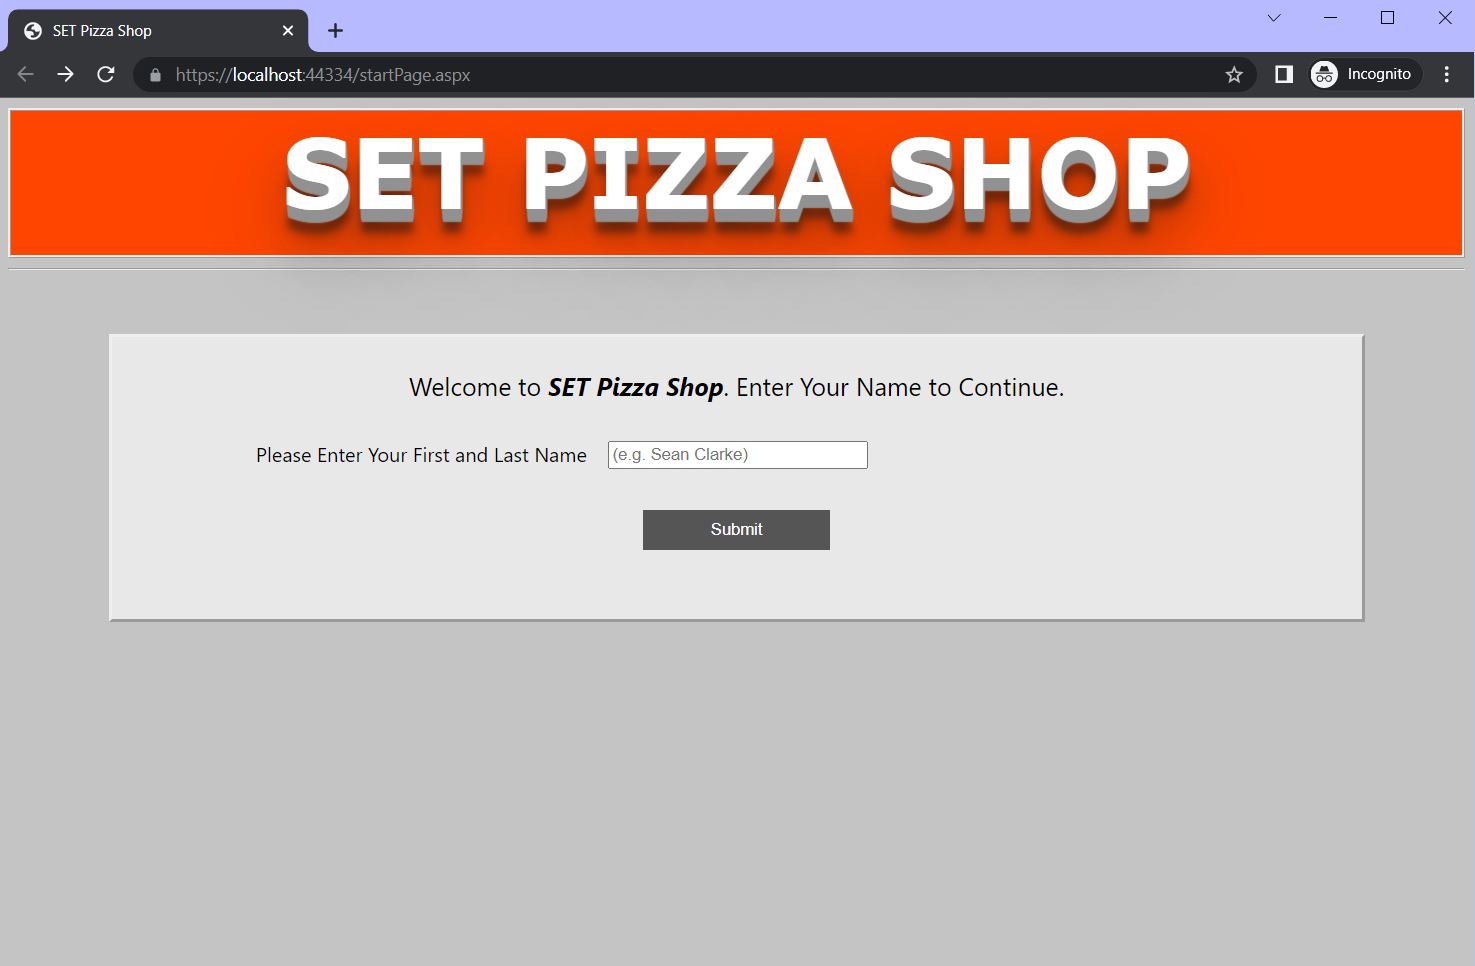 SET Pizza Shop
https://localhost:44334/startPage.aspx
Incognito
SET PIZZA SHOP
Welcome to SET Pizza Shop. Enter Your Name to Continue.
Please Enter Your First and Last Name (e.g. Sean Clarke)
Submit